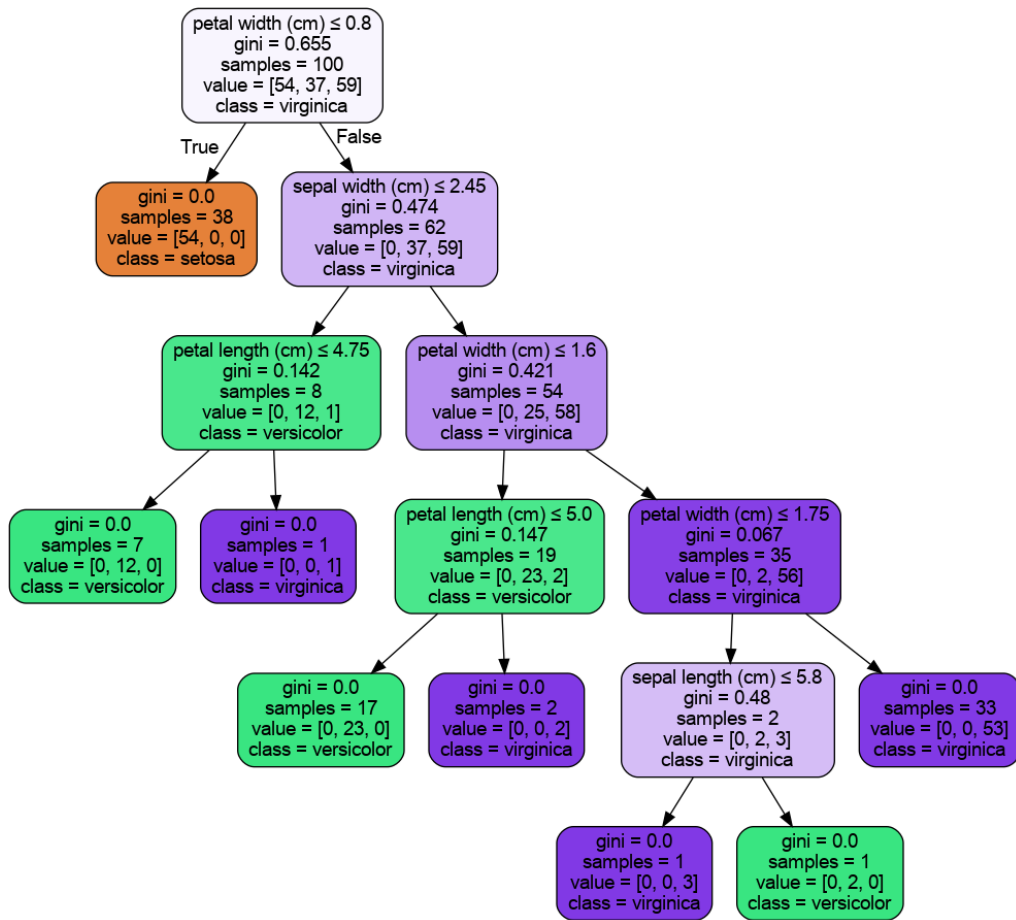 petal width (cm) ≤ 0.8
gini = 0.655
samples = 100
value = [54, 37, 59]
class = virginica
True
False
gini = 0.0
samples = 38
value = [54, 0, 0]
class = setosa
sepal width (cm) ≤ 2.45
gini = 0.474
samples = 62
value = [0, 37, 59]
class = virginica
petal length (cm) ≤ 4.75
gini = 0.142
samples = 8
value = [0, 12, 1]
class = versicolor
petal width (cm) ≤ 1.6
gini = 0.421
samples = 54
value = [0, 25, 58]
class = virginica
gini = 0.0
samples = 7
value = [0, 12, 0]
class = versicolor
gini = 0.0
samples = 1
value = [0, 0, 1]
class = virginica
petal length (cm) ≤ 5.0
gini = 0.147
samples = 19
value = [0, 23, 2]
class = versicolor
petal width (cm) ≤ 1.75
gini = 0.067
samples = 35
value = [0, 2, 56]
class = virginica
gini = 0.0
samples = 17
value = [0, 23, 0]
class = versicolor
gini = 0.0
samples = 2
value = [0, 0, 2]
class = virginica
sepal length (cm) ≤ 5.8
gini = 0.48
samples = 2
value = [0, 2, 3]
class = virginica
gini = 0.0
samples = 33
value = [0, 0, 53]
class = virginica
gini = 0.0
samples = 1
value = [0, 0, 3]
class = virginica
gini = 0.0
samples = 1
value = [0, 2, 0]
class = versicolor